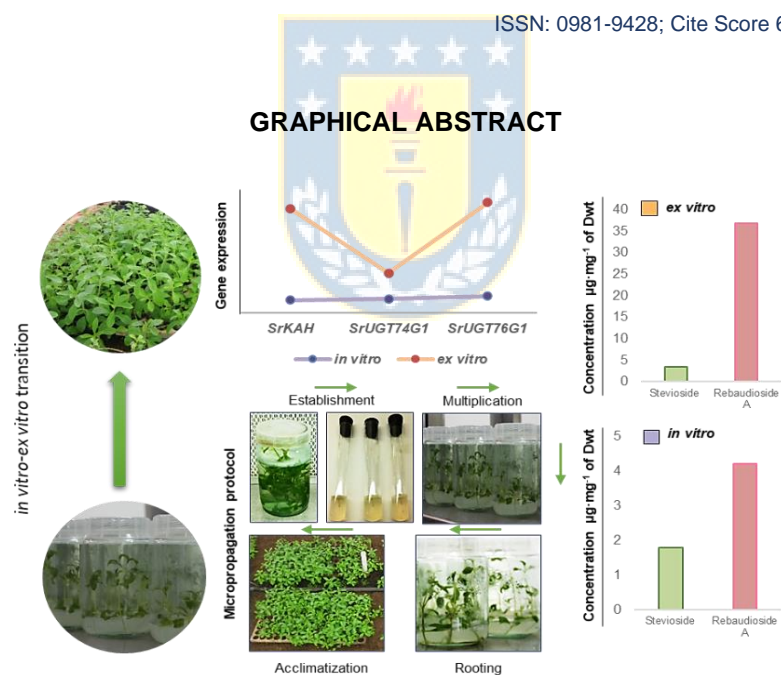 ISSN: 0981-9428; Cite Score 6
GRAPHICAL ABSTRACT
in vitro-ex vitro transition
Gene expression
SrKAH SrUGT74G1 SrUGT76G1
in vitro ex vitro
Micropropagation protocol
Establishment Multiplication
Acclimatization Rooting
Concentration µg·mg⁻¹ of Dwt
ex vitro
40
35
30
25
20
15
10
5
0
Stevioside Rebaudioside
A
Concentration µg·mg⁻¹ of Dwt
in vitro
5
4
3
2
1
0
Stevioside Rebaudioside
A